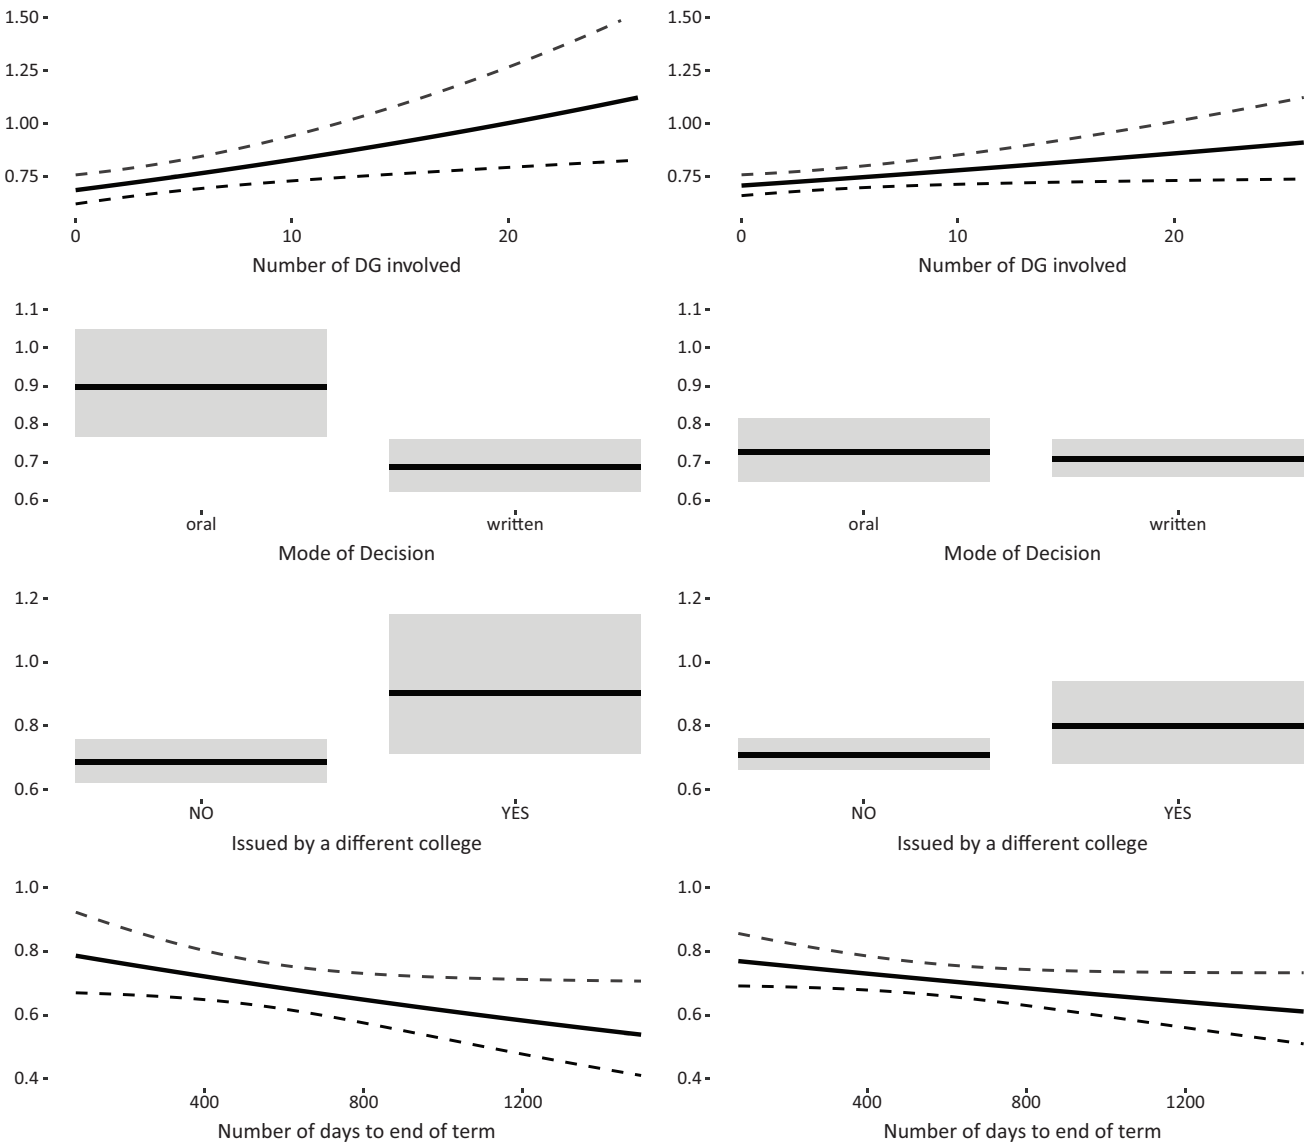 1.50
1.25
1.00
0.75
0 10 20
Number of DG involved
1.50
1.25
1.00
0.75
0 10 20
Number of DG involved
1.1
1.0
0.9
0.8
0.7
0.6
oral written
Mode of Decision
1.1
1.0
0.9
0.8
0.7
0.6
oral written
Mode of Decision
1.2
1.0
0.8
0.6
NO YES
Issued by a different college
1.2
1.0
0.8
0.6
NO YES
Issued by a different college
1.0
0.8
0.6
0.4
400 800 1200
Number of days to end of term
1.0
0.8
0.6
0.4
400 800 1200
Number of days to end of term